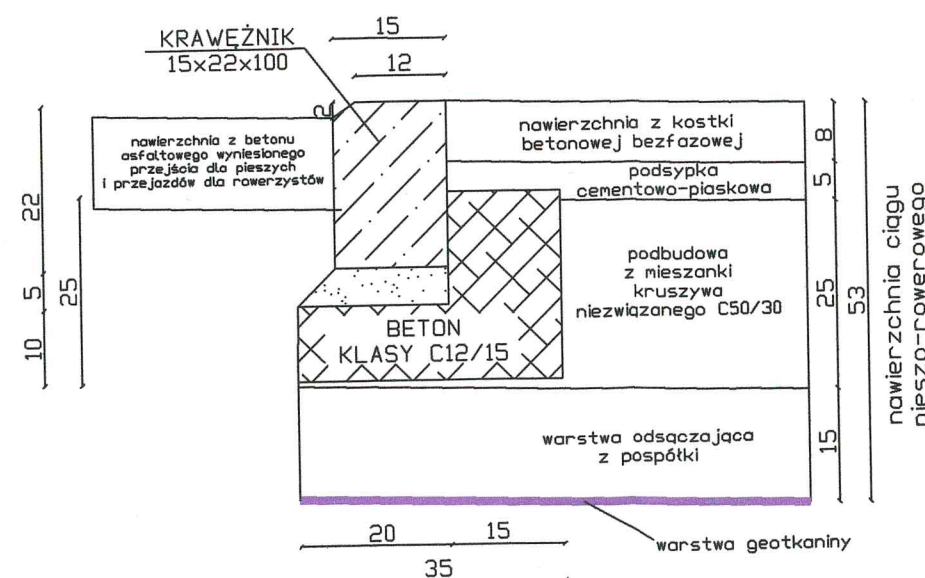 15
KRAWĘŻNIK
15x22x100
12
2
nawierzchnia z betonu
asfaltowego wyniesionego
przejścia dla pieszych
i przejazdów dla rowerzystów
nawierzchnia z kostki
betonowej bezfazowej
8
podsypka
cementowo-piaskowa
5
22
5
10
25
podbudowa
z mieszanki
kruszywa
niezwiązanego C50/30
25
53
nawierzchnia ciągu
pieszo-rowerowego
BETON
KLASY C12/15
warstwa odsączająca
z pospółki
15
20
15
35
warstwa geotkaniny